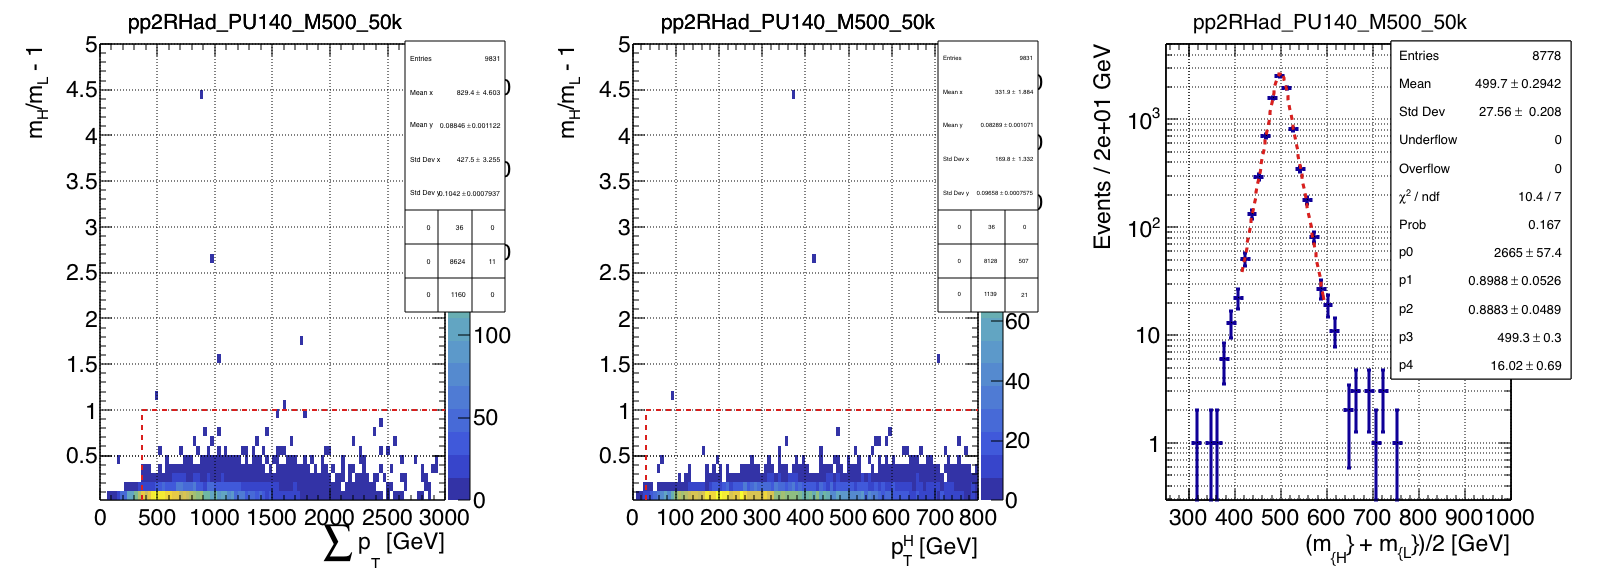 pp2RHad_PU140_M500_50k
m_H/m_L - 1
5
4.5
4
3.5
3
2.5
2
1.5
1
0.5
0 500 1000 1500 2000 2500 3000
∑ p_T [GeV]
Entries 9831
Mean x 829.4 ± 4.603
Mean y 0.08846 ± 0.001122
Std Dev x 427.5 ± 3.255
Std Dev y 0.1042 ± 0.0007937
0 36 0
0 8624 11
0 1160 0
100
50
0
pp2RHad_PU140_M500_50k
m_H/m_L - 1
5
4.5
4
3.5
3
2.5
2
1.5
1
0.5
0 100 200 300 400 500 600 700 800
p_T^H [GeV]
Entries 9831
Mean x 331.9 ± 1.864
Mean y 0.08289 ± 0.001071
Std Dev x 169.8 ± 1.332
Std Dev y 0.09658 ± 0.0007575
0 36 0
0 8128 507
0 1139 21
60
40
20
0
pp2RHad_PU140_M500_50k
Events / 2e+01 GeV
10^3
10^2
10
1
300 400 500 600 700 800 900 1000
(m_{H} + m_{L})/2 [GeV]
Entries 8778
Mean 499.7 ± 0.2942
Std Dev 27.56 ± 0.208
Underflow 0
Overflow 0
χ^2 / ndf 10.4 / 7
Prob 0.167
p0 2665 ± 57.4
p1 0.8988 ± 0.0526
p2 0.8883 ± 0.0489
p3 499.3 ± 0.3
p4 16.02 ± 0.69